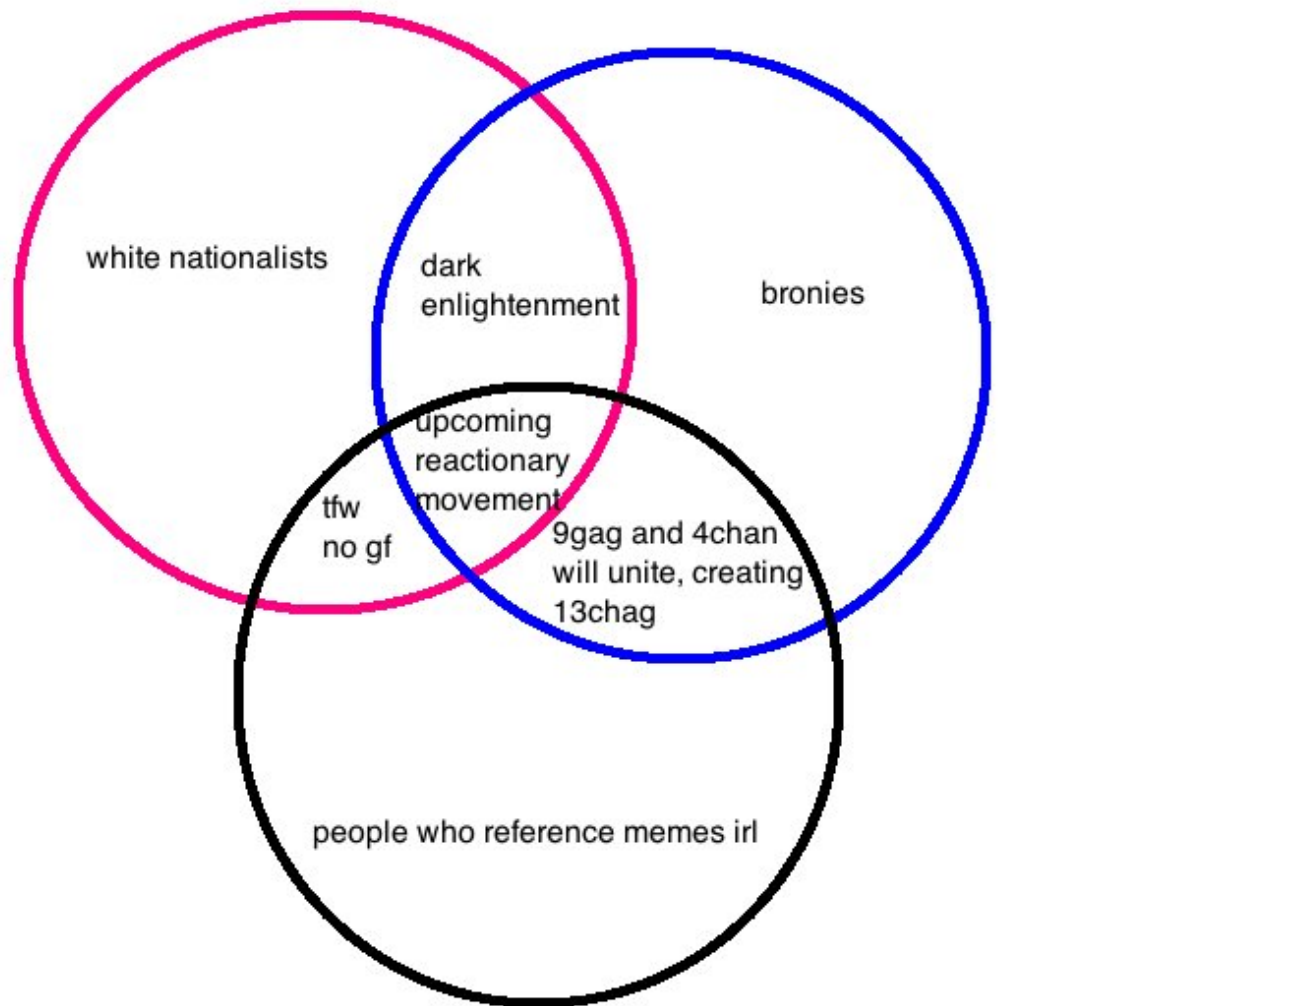 white nationalists
dark
enlightenment
bronies
upcoming
reactionary
movement
tfw
no gf
9gag and 4chan
will unite, creating
13chag
people who reference memes irl